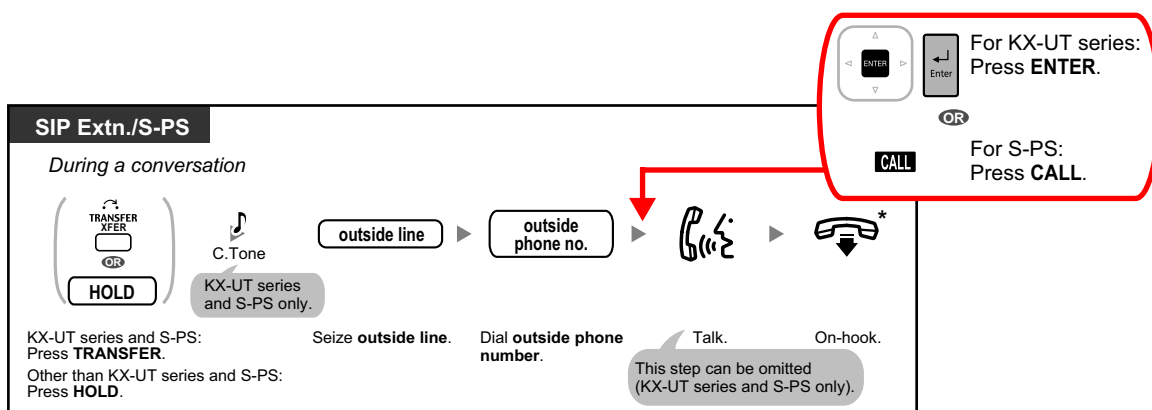 For KX-UT series:
Press ENTER.
ENTER
Enter
OR
For S-PS:
Press CALL.
CALL
SIP Extn./S-PS
During a conversation
TRANSFER
XFER
OR
HOLD
C.Tone
KX-UT series
and S-PS only.
outside line
outside
phone no.
*
KX-UT series and S-PS:
Press TRANSFER.
Other than KX-UT series and S-PS:
Press HOLD.
Seize outside line.
Dial outside phone
number.
Talk.
This step can be omitted
(KX-UT series and S-PS only).
On-hook.